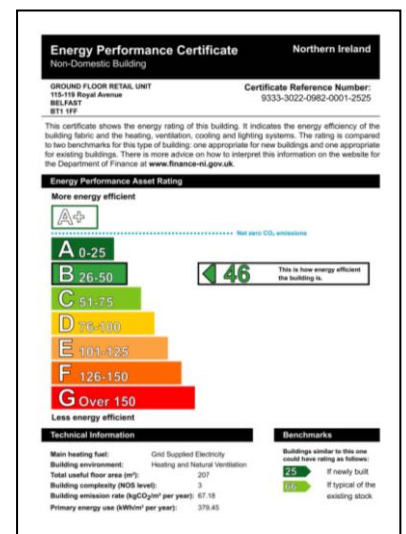 Energy Performance Certificate
Northern Ireland
Non-Domestic Building
GROUND FLOOR RETAIL UNIT
115-119 Royal Avenue
BELFAST
BT1 1FF
Certificate Reference Number:
9333-3022-0982-0001-2525
This certificate shows the energy rating of this building. It indicates the energy efficiency of the
building fabric and the heating, ventilation, cooling and lighting systems. The rating is compared
to two benchmarks for this type of building: one appropriate for new buildings and one appropriate
for existing buildings. There is more advice on how to interpret this information on the website for
the Department of Finance at www.finance-ni.gov.uk.
Energy Performance Asset Rating
More energy efficient
A+
Net zero CO₂ emissions
A 0-25
B 26-50
46
This is how energy efficient
the building is.
C 51-75
D 76-100
E 101-125
F 126-150
G Over 150
Less energy efficient
Technical Information
Main heating fuel: Grid Supplied Electricity
Building environment: Heating and Natural Ventilation
Total useful floor area (m²): 207
Building complexity (NOS level): 3
Building emission rate (kgCO₂/m² per year): 67.18
Primary energy use (kWh/m² per year): 379.45
Benchmarks
Buildings similar to this one
could have rating as follows:
25 If newly built
66 If typical of the
existing stock